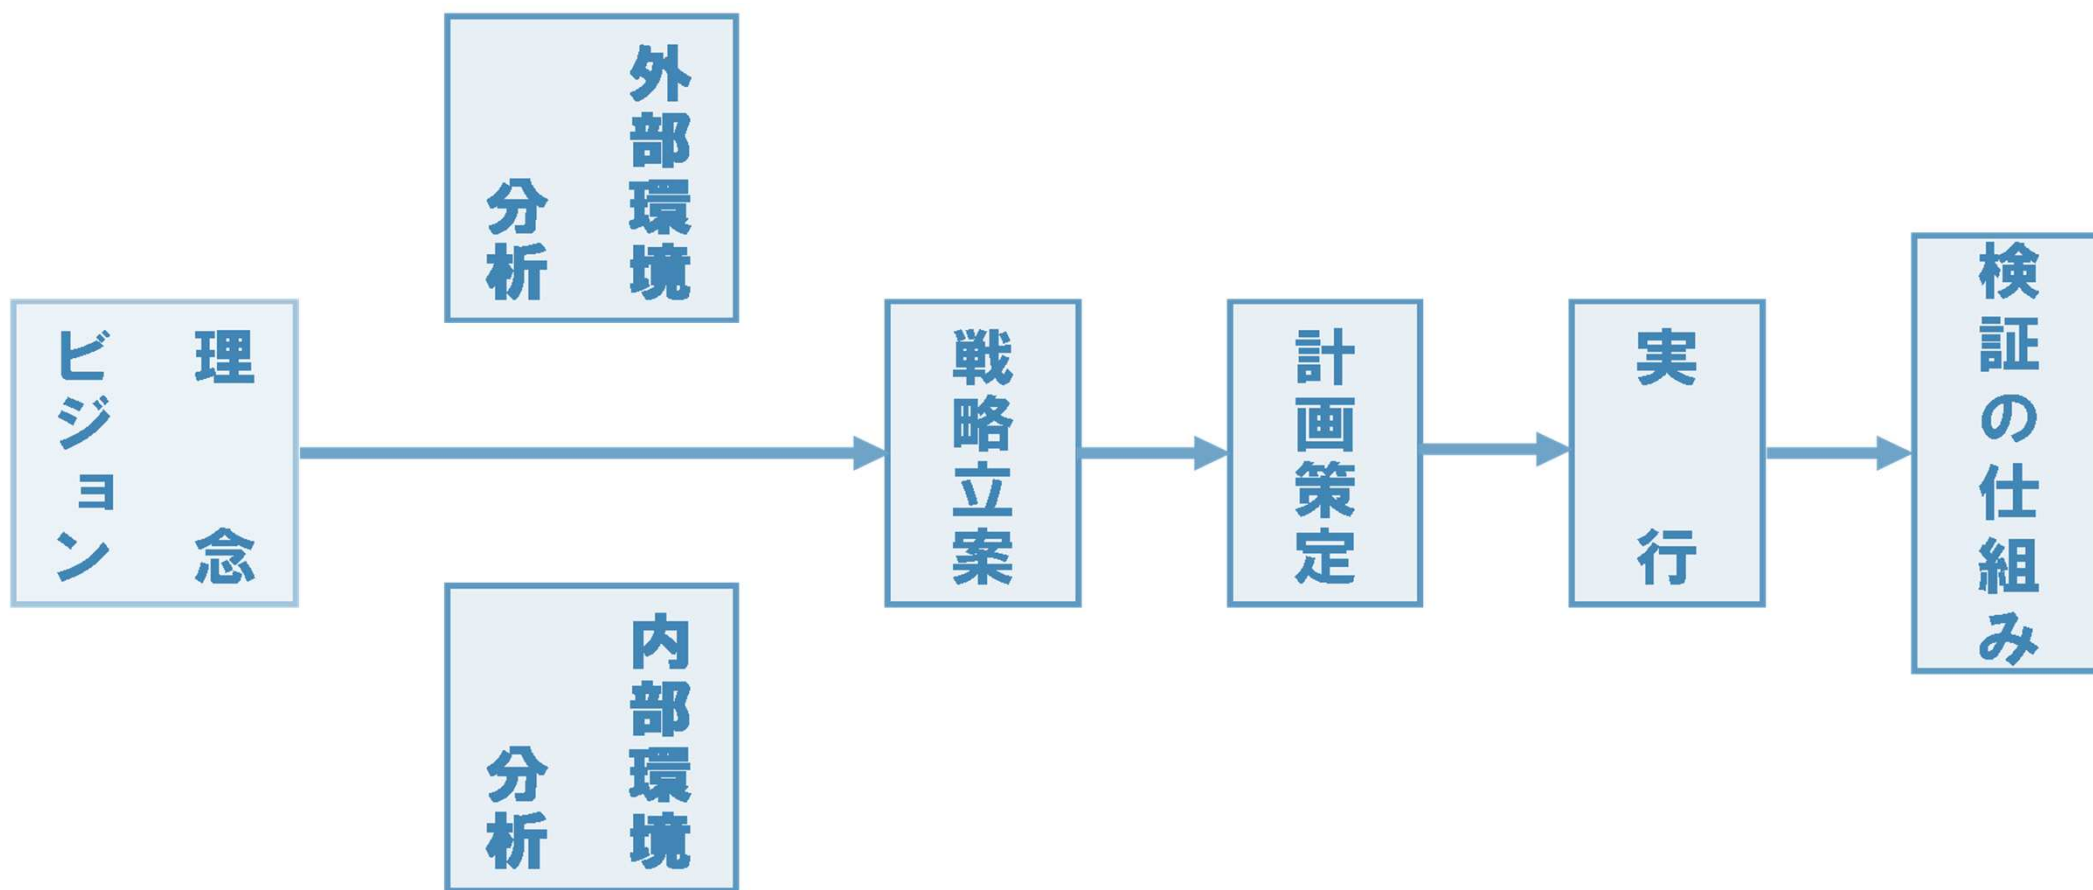 理念
ビジョン
外部環境
分析
内部環境
分析
戦略立案
計画策定
実行
検証の仕組み